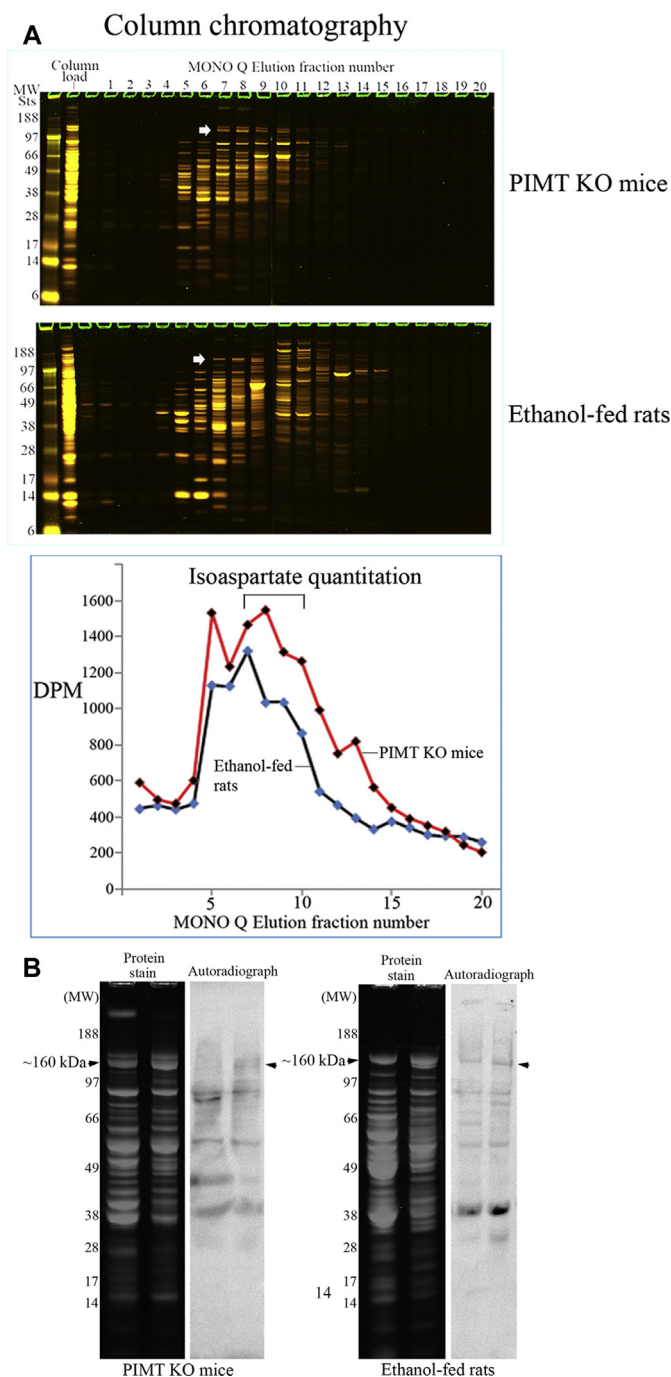 A
Column chromatography
Column load
MONO Q Elution fraction number
MW Sts
1 2 3 4 5 6 7 8 9 10 11 12 13 14 15 16 17 18 19 20
188
97
66
49
38
28
17
14
6
PIMT KO mice
188
97
66
49
38
28
17
14
6
Ethanol-fed rats
Isoaspartate quantitation
1600
1400
1200
1000
800
600
400
200
0
DPM
PIMT KO mice
Ethanol-fed rats
5 10 15 20
MONO Q Elution fraction number
B
Protein stain
Autoradiograph
(MW)
188
~160 kDa
97
66
49
38
28
17
14
PIMT KO mice
Protein stain
Autoradiograph
(MW)
188
~160 kDa
97
66
49
38
28
17
14
14
Ethanol-fed rats